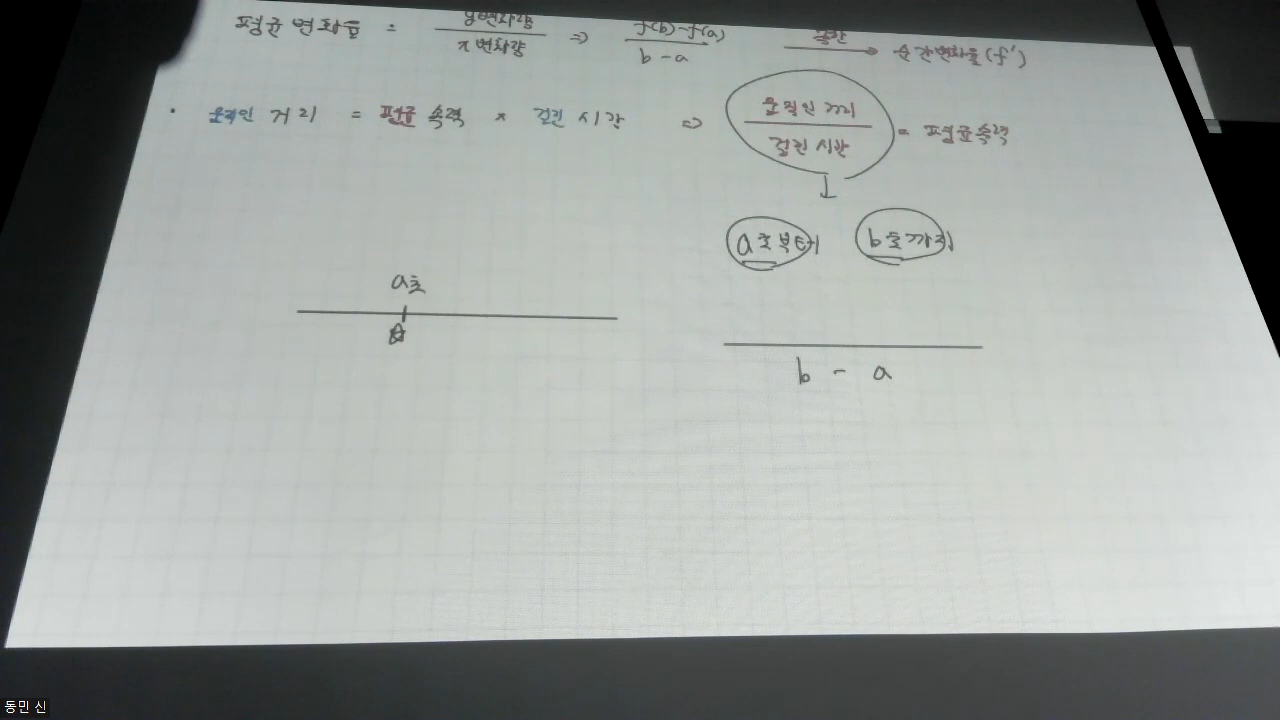 평균 변화율 = y변화량 / x변화량 ⇒ f(b)-f(a) / b-a → 순간변화율(f')
· 움직인 거리 = 평균 속력 × 걸린 시간 ⇒ 움직인 거리 / 걸린 시간 = 평균속력
↓
a초부터 b초까지
a초
b - a
동민 신